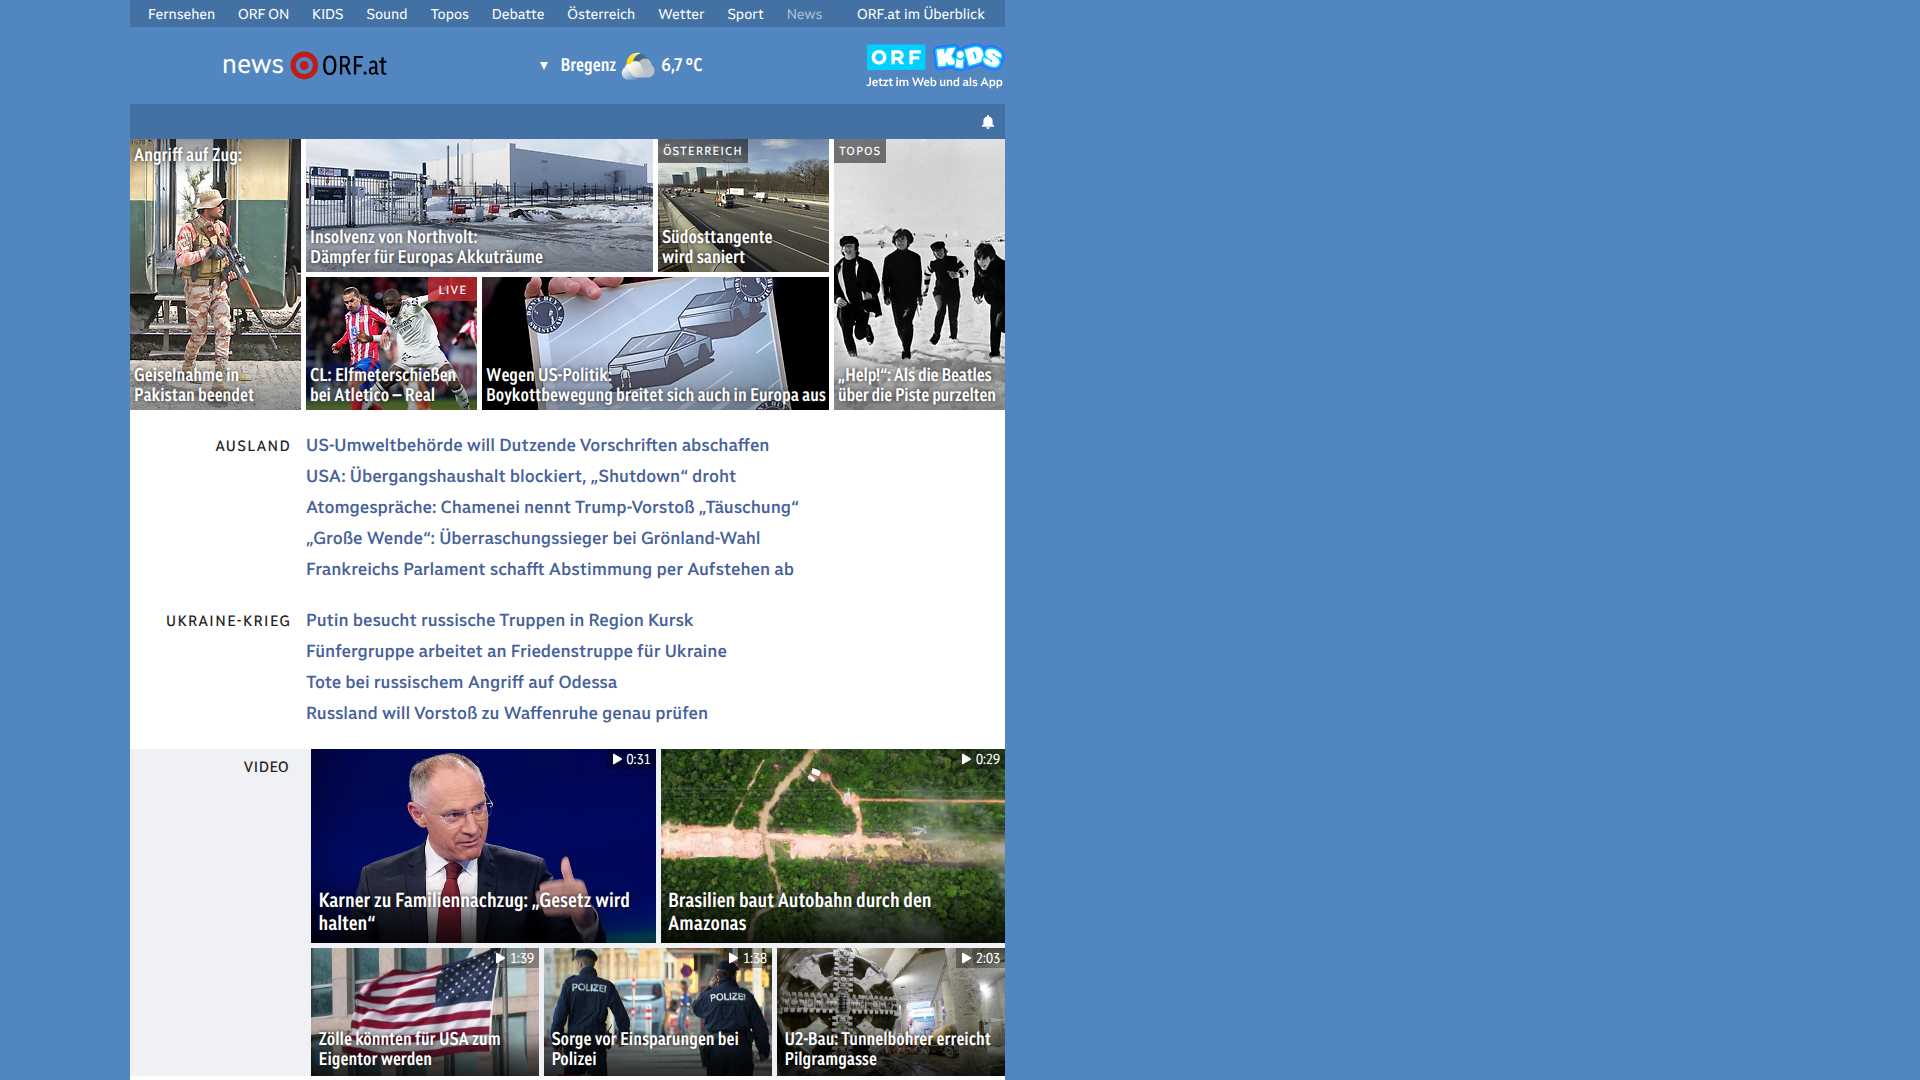 Fernsehen ORF ON KIDS Sound Topos Debatte Österreich Wetter Sport News ORF.at im Überblick
news ORF.at
▼ Bregenz 6,7 °C
ORF KiDS
Jetzt im Web und als App
Angriff auf Zug:
Geiselnahme in
Pakistan beendet
Insolvenz von Northvolt:
Dämpfer für Europas Akkuträume
ÖSTERREICH
Südosttangente
wird saniert
TOPOS
„Help!“: Als die Beatles
über die Piste purzelten
LIVE
CL: Elfmeterschießen
bei Atletico – Real
Wegen US-Politik:
Boykottbewegung breitet sich auch in Europa aus
AUSLAND
US-Umweltbehörde will Dutzende Vorschriften abschaffen
USA: Übergangshaushalt blockiert, „Shutdown“ droht
Atomgespräche: Chamenei nennt Trump-Vorstoß „Täuschung“
„Große Wende“: Überraschungssieger bei Grönland-Wahl
Frankreichs Parlament schafft Abstimmung per Aufstehen ab
UKRAINE-KRIEG
Putin besucht russische Truppen in Region Kursk
Fünfergruppe arbeitet an Friedenstruppe für Ukraine
Tote bei russischem Angriff auf Odessa
Russland will Vorstoß zu Waffenruhe genau prüfen
VIDEO
0:31
Karner zu Familiennachzug: „Gesetz wird
halten“
0:29
Brasilien baut Autobahn durch den
Amazonas
1:39
Zölle könnten für USA zum
Eigentor werden
1:38
POLIZEI
POLIZEI
Sorge vor Einsparungen bei
Polizei
2:03
U2-Bau: Tunnelbohrer erreicht
Pilgramgasse